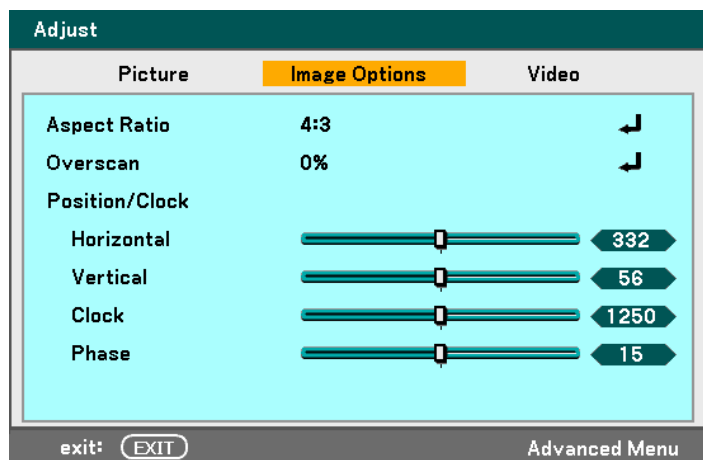 Adjust
Picture Image Options Video
Aspect Ratio 4:3
Overscan 0%
Position/Clock
Horizontal 332
Vertical 56
Clock 1250
Phase 15
exit: EXIT Advanced Menu